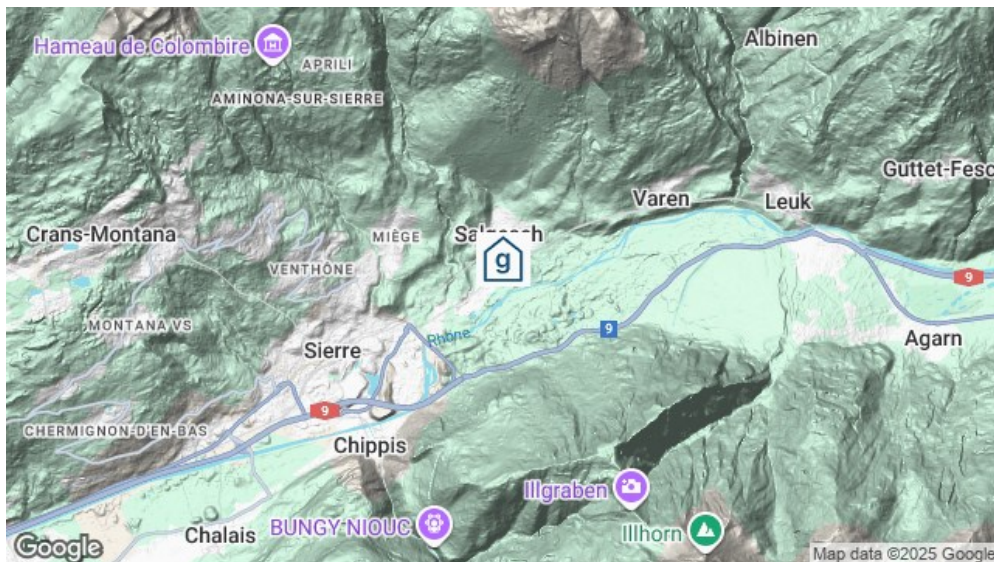 Hameau de Colombire
APRILI
AMINONA-SUR-SIERRE
Albinen
Guttet-Fesc
Varen
Leuk
Crans-Montana
MIÈGE
Salgesch
g
VENTHÔNE
9
MONTANA VS
Rhône
9
Sierre
Agarn
9
CHERMIGNON-D'EN-BAS
Chippis
Illgraben
Chalais
BUNGY NIOUC
Illhorn
Google
Map data ©2025 Google